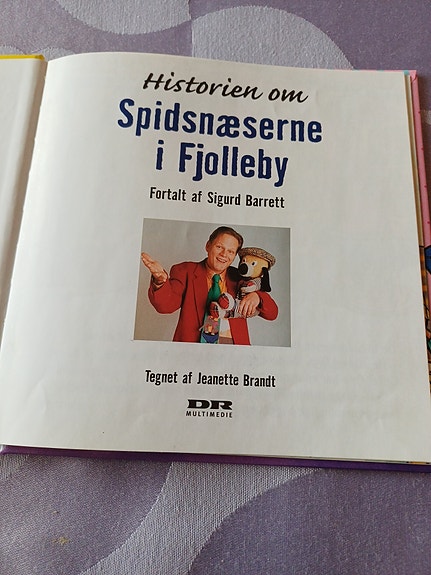 Historien om
Spidsnæserne
i Fjolleby
Fortalt af Sigurd Barrett
Tegnet af Jeanette Brandt
DR
MULTIMEDIE